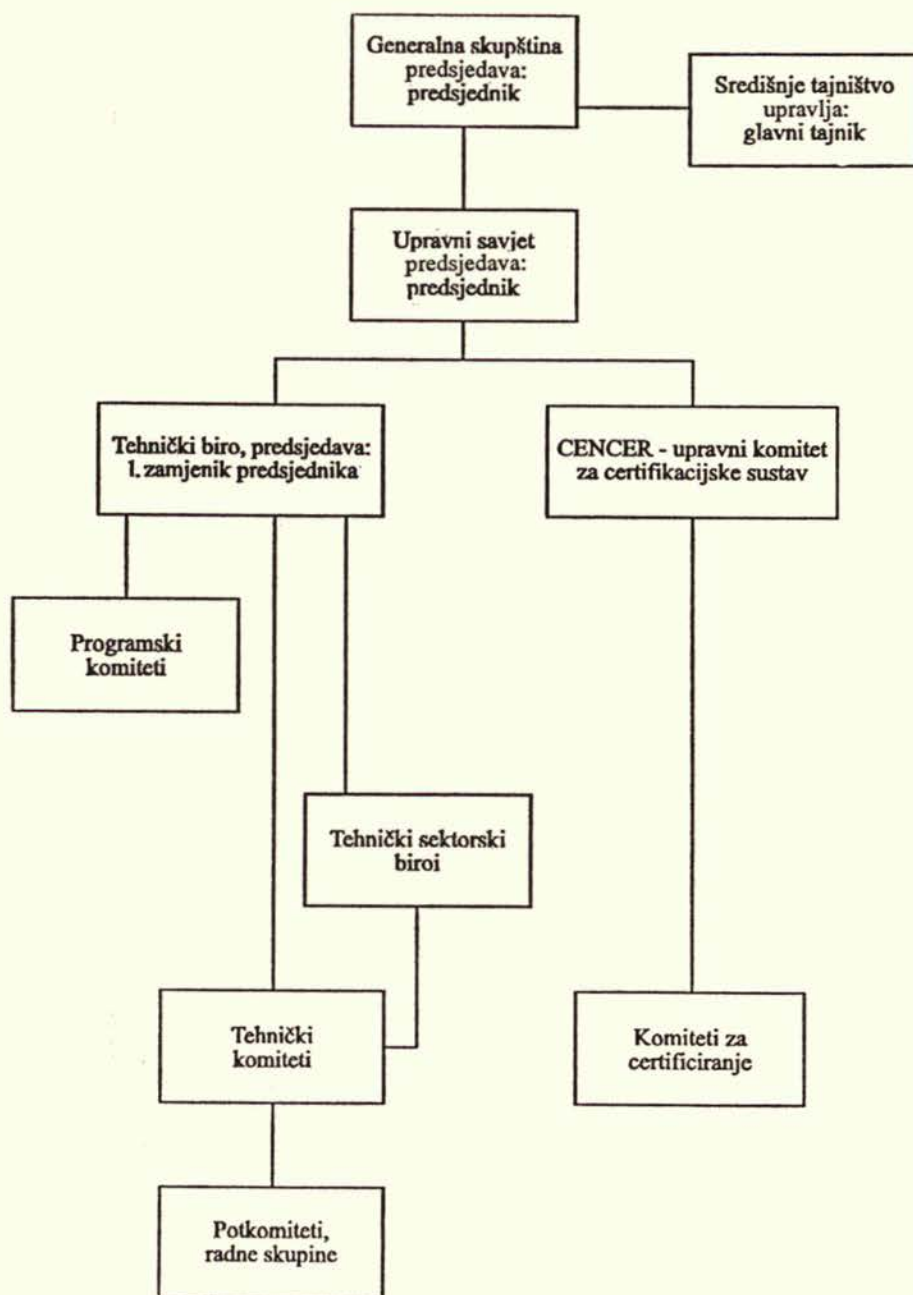 Generalna skupština
predsjedava:
predsjednik
Središnje tajništvo
upravlja:
glavni tajnik
Upravni savjet
predsjedava:
predsjednik
Tehnički biro, predsjedava:
1. zamjenik predsjednika
CENCER - upravni komitet
za certifikacijske sustav
Programski
komiteti
Tehnički sektorski
biroi
Tehnički
komiteti
Komiteti za
certificiranje
Potkomiteti,
radne skupine